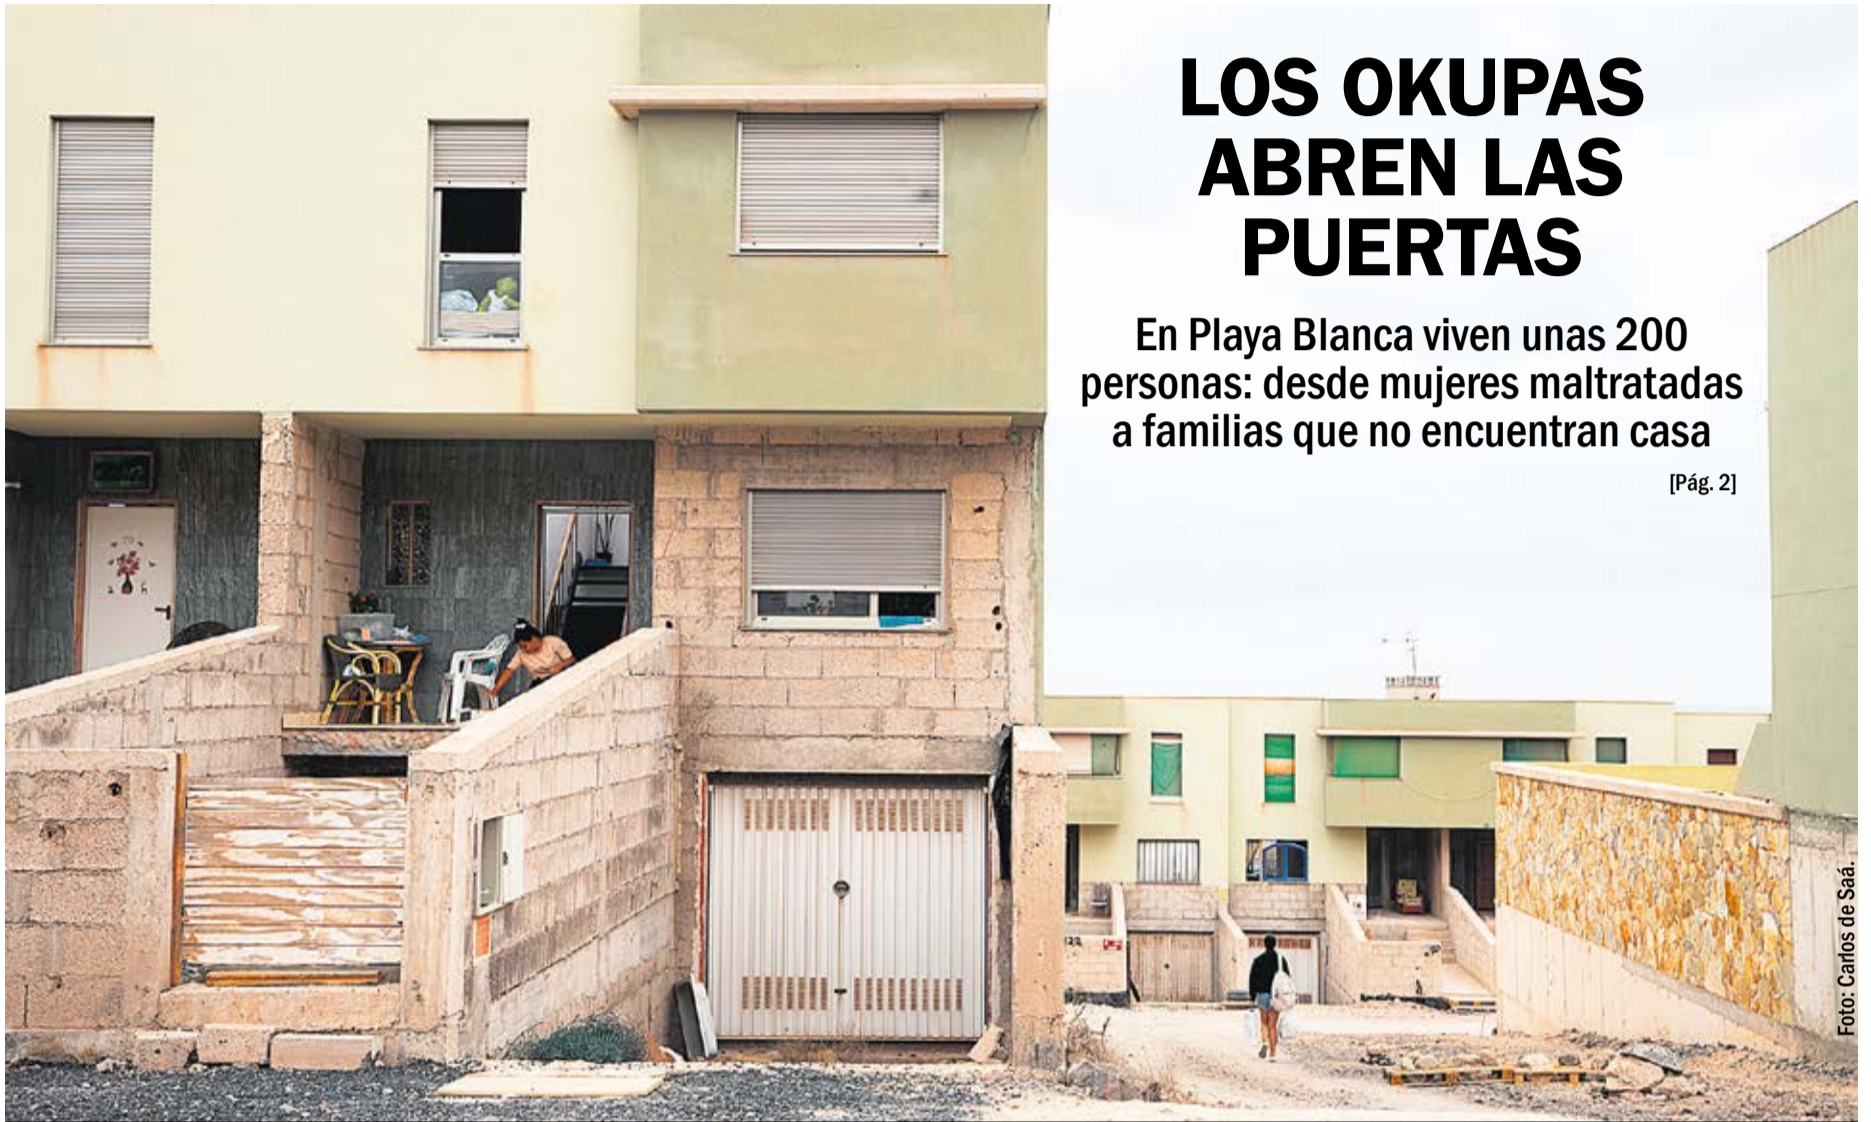 LOS OKUPAS
ABREN LAS
PUERTAS
En Playa Blanca viven unas 200
personas: desde mujeres maltratadas
a familias que no encuentran casa
[Pág. 2]
Foto: Carlos de Saá.